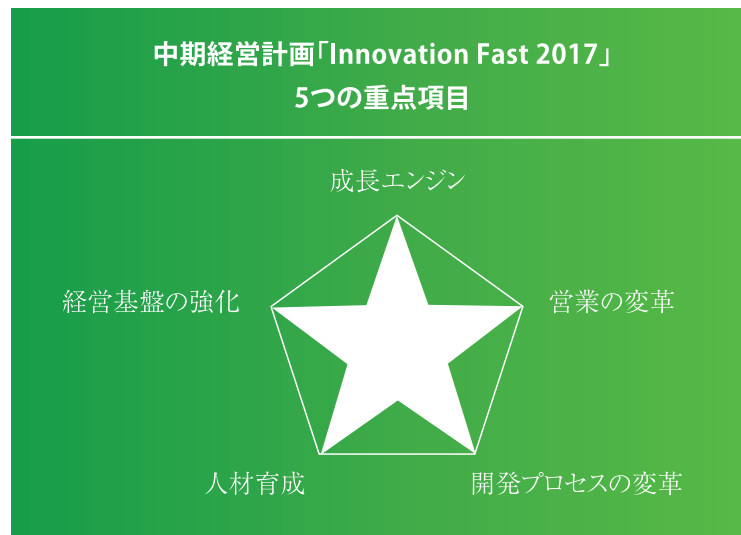 中期経営計画「Innovation Fast 2017」
5つの重点項目
成長エンジン
経営基盤の強化
営業の変革
人材育成
開発プロセスの変革